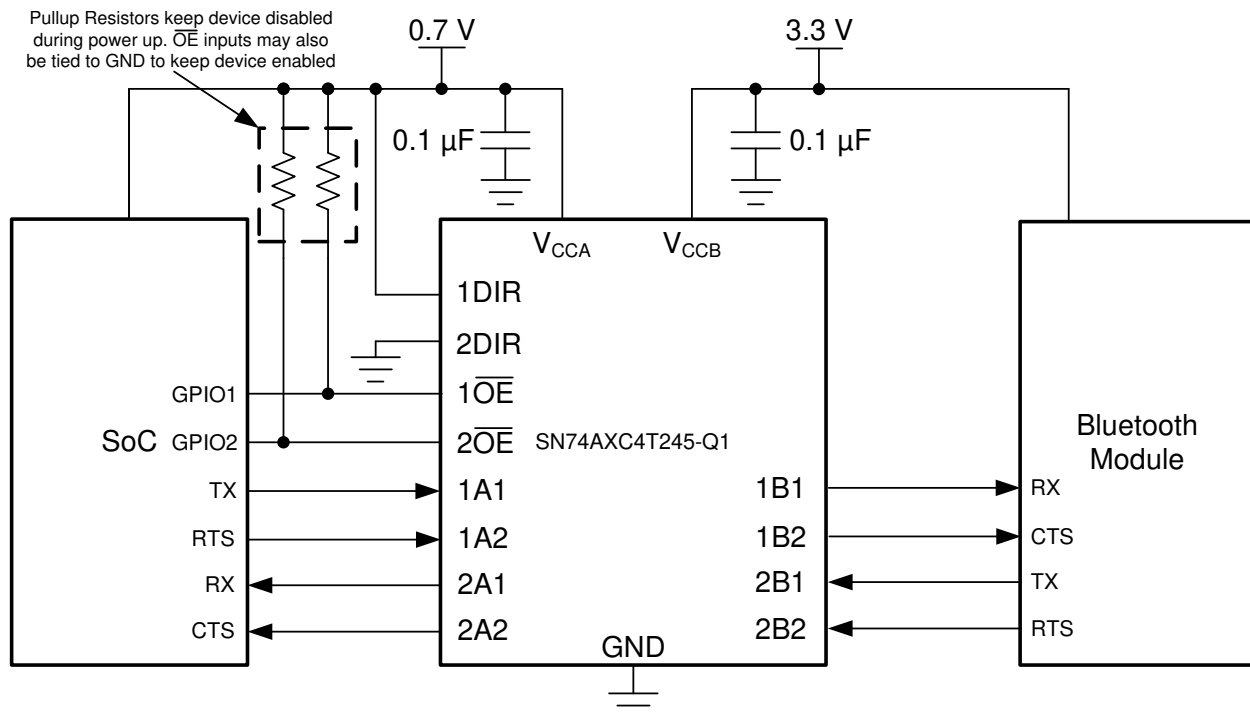 Pullup Resistors keep device disabled
during power up. OE inputs may also
be tied to GND to keep device enabled
0.7 V
3.3 V
0.1 µF
0.1 µF
VCCA
VCCB
1DIR
2DIR
GPIO1
1OE
SoC
GPIO2
2OE
SN74AXC4T245-Q1
Bluetooth
Module
TX
1A1
1B1
RX
RTS
1A2
1B2
CTS
RX
2A1
2B1
TX
CTS
2A2
2B2
RTS
GND